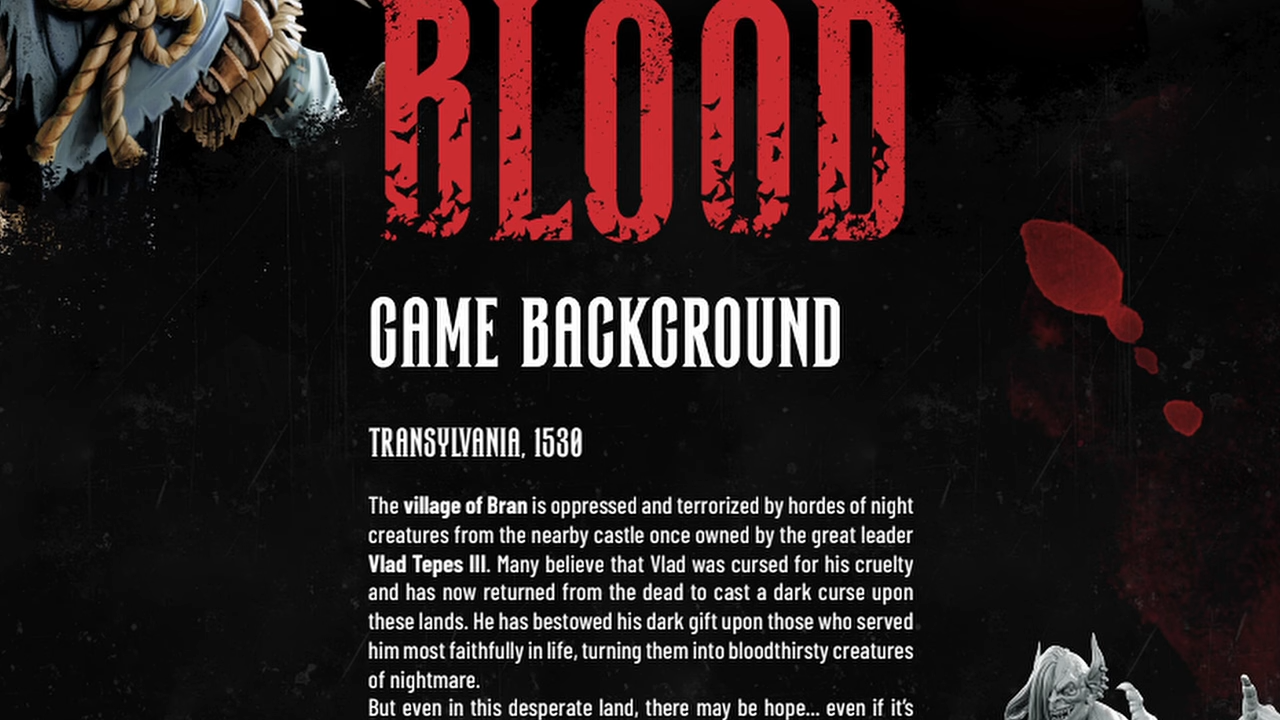 BLOOD
GAME BACKGROUND
TRANSYLVANIA, 1530
The village of Bran is oppressed and terrorized by hordes of night
creatures from the nearby castle once owned by the great leader
Vlad Tepes III. Many believe that Vlad was cursed for his cruelty
and has now returned from the dead to cast a dark curse upon
these lands. He has bestowed his dark gift upon those who served
him most faithfully in life, turning them into bloodthirsty creatures
of nightmare.
But even in this desperate land, there may be hope... even if it's